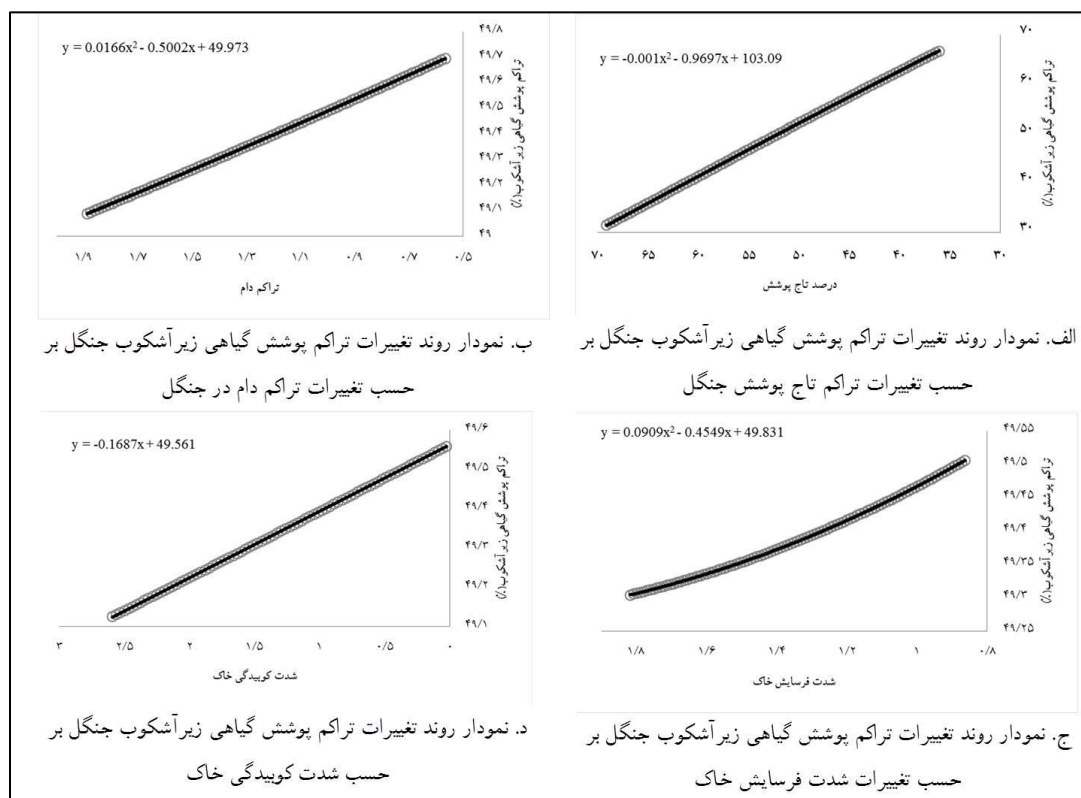 y = -0.001x² - 0.9697x + 103.09
۷۰
۶۰
۵۰
۴۰
۳۰
تراکم پوشش گیاهی زیرآشکوب(٪)
۷۰ ۶۵ ۶۰ ۵۵ ۵۰ ۴۵ ۴۰ ۳۵ ۳۰
درصد تاج پوشش
الف. نمودار روند تغییرات تراکم پوشش گیاهی زیرآشکوب جنگل بر
حسب تغییرات تراکم تاج پوشش جنگل
y = 0.0166x² - 0.5002x + 49.973
۴۹/۸
۴۹/۷
۴۹/۶
۴۹/۵
۴۹/۴
۴۹/۳
۴۹/۲
۴۹/۱
۴۹
تراکم پوشش گیاهی زیرآشکوب(٪)
۱/۹ ۱/۷ ۱/۵ ۱/۳ ۱/۱ ۰/۹ ۰/۷ ۰/۵
تراکم دام
ب. نمودار روند تغییرات تراکم پوشش گیاهی زیرآشکوب جنگل بر
حسب تغییرات تراکم دام در جنگل
y = 0.0909x² - 0.4549x + 49.831
۴۹/۵۵
۴۹/۵
۴۹/۴۵
۴۹/۴
۴۹/۳۵
۴۹/۳
۴۹/۲۵
تراکم پوشش گیاهی زیرآشکوب(٪)
۱/۸ ۱/۶ ۱/۴ ۱/۲ ۱ ۰/۸
شدت فرسایش خاک
ج. نمودار روند تغییرات تراکم پوشش گیاهی زیرآشکوب جنگل بر
حسب تغییرات شدت فرسایش خاک
y = -0.1687x + 49.561
۴۹/۶
۴۹/۵
۴۹/۴
۴۹/۳
۴۹/۲
۴۹/۱
تراکم پوشش گیاهی زیرآشکوب(٪)
۳ ۲/۵ ۲ ۱/۵ ۱ ۰/۵ ۰
شدت کوبیدگی خاک
د. نمودار روند تغییرات تراکم پوشش گیاهی زیرآشکوب جنگل بر
حسب شدت کوبیدگی خاک